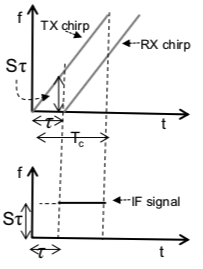 f
TX chirp
RX chirp
Sτ
τ
Tc
t
f
IF signal
Sτ
τ
t